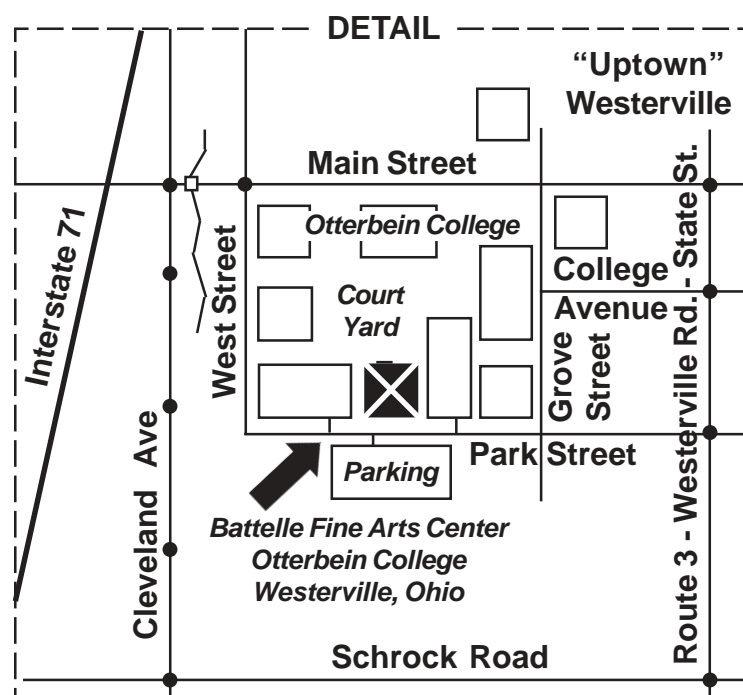 DETAIL
“Uptown”
Westerville
Main Street
Otterbein College
Court
Yard
College
Avenue
Grove
Street
West Street
Interstate 71
Cleveland Ave
Route 3 - Westerville Rd. - State St.
Park Street
Parking
Battelle Fine Arts Center
Otterbein College
Westerville, Ohio
Schrock Road